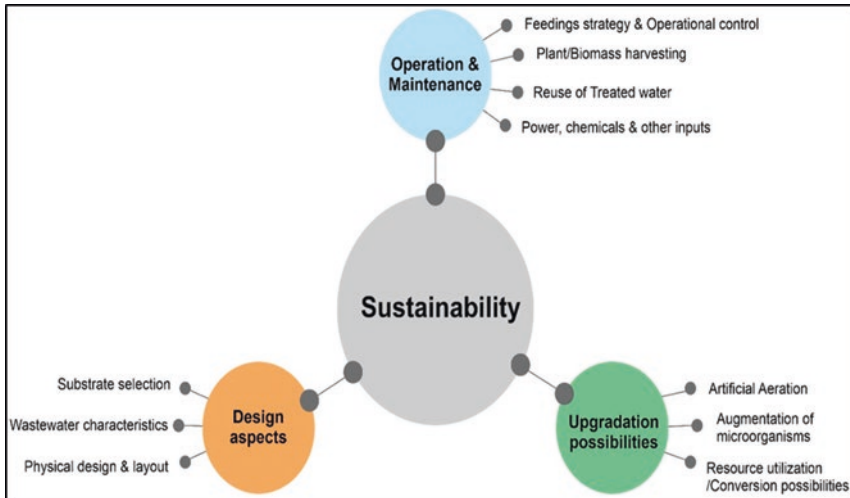 Feedings strategy & Operational control
Operation &
Maintenance
Plant/Biomass harvesting
Reuse of Treated water
Power, chemicals & other inputs
Sustainability
Substrate selection
Wastewater characteristics
Physical design & layout
Design
aspects
Upgradation
possibilities
Artificial Aeration
Augmentation of
microorganisms
Resource utilization
/Conversion possibilities